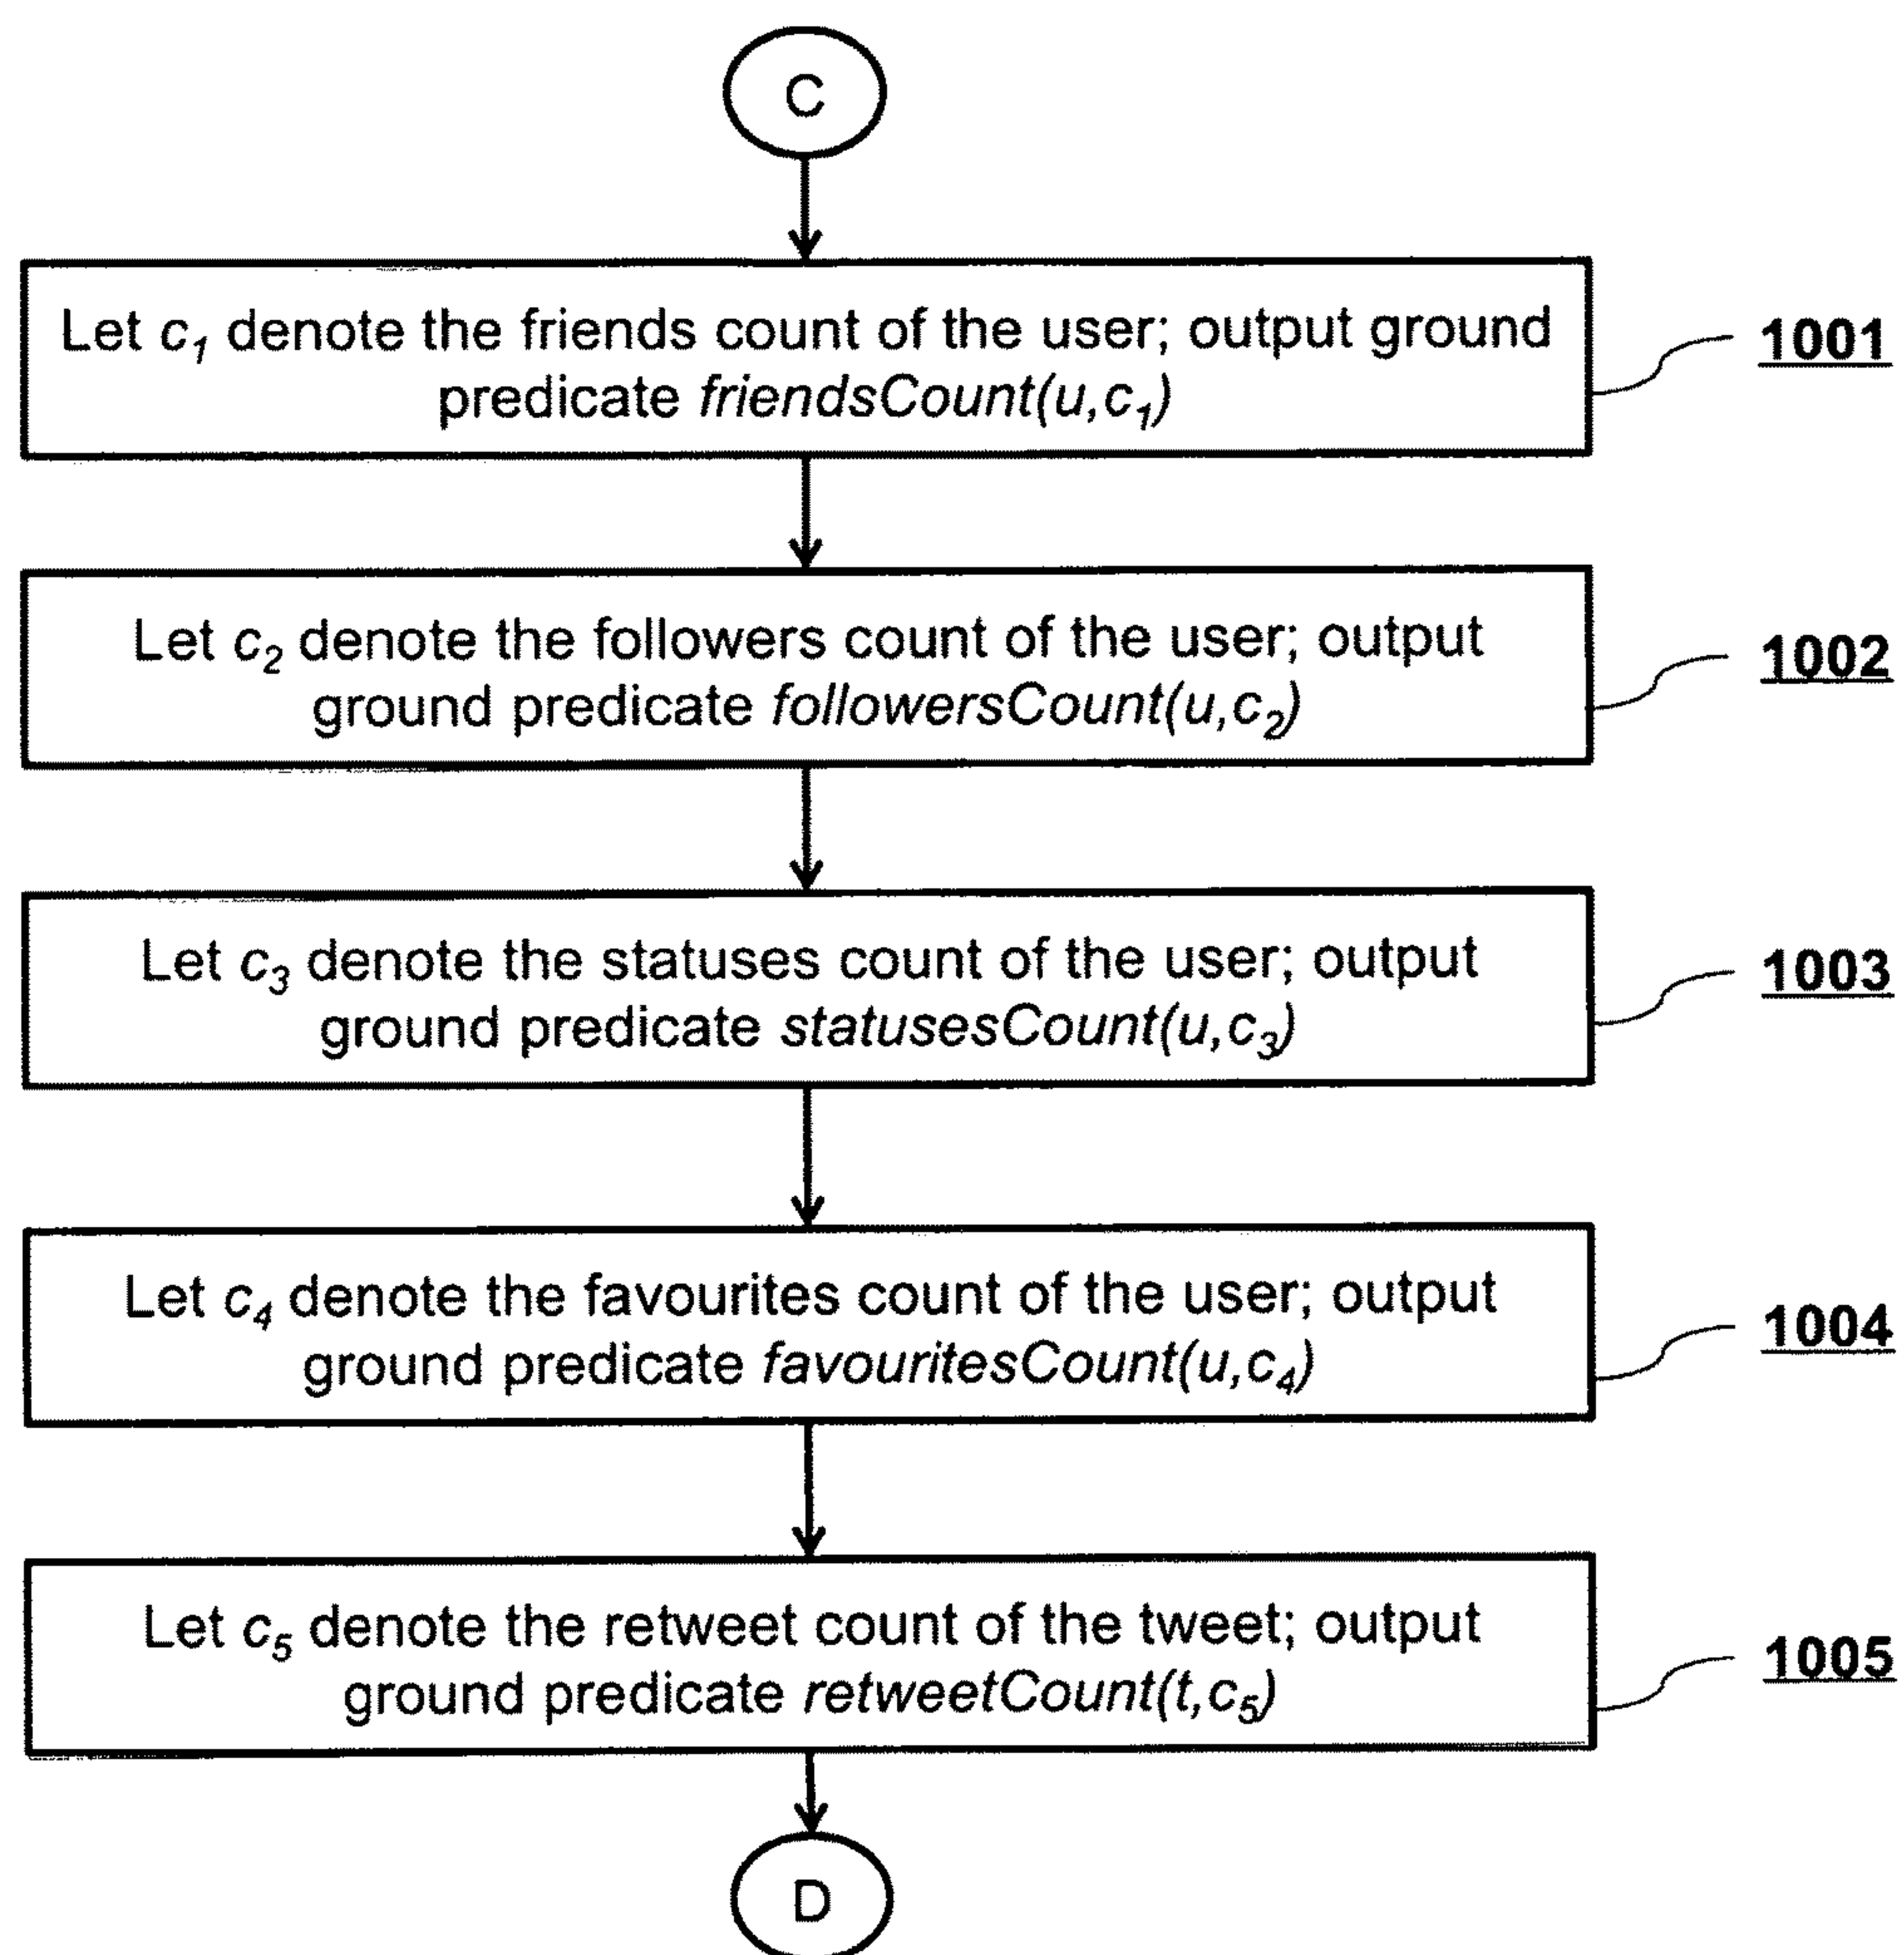 C
Let c₁ denote the friends count of the user; output ground
predicate friendsCount(u,c₁)
1001
Let c₂ denote the followers count of the user; output
ground predicate followersCount(u,c₂)
1002
Let c₃ denote the statuses count of the user; output
ground predicate statusesCount(u,c₃)
1003
Let c₄ denote the favourites count of the user; output
ground predicate favouritesCount(u,c₄)
1004
Let c₅ denote the retweet count of the tweet; output
ground predicate retweetCount(t,c₅)
1005
D